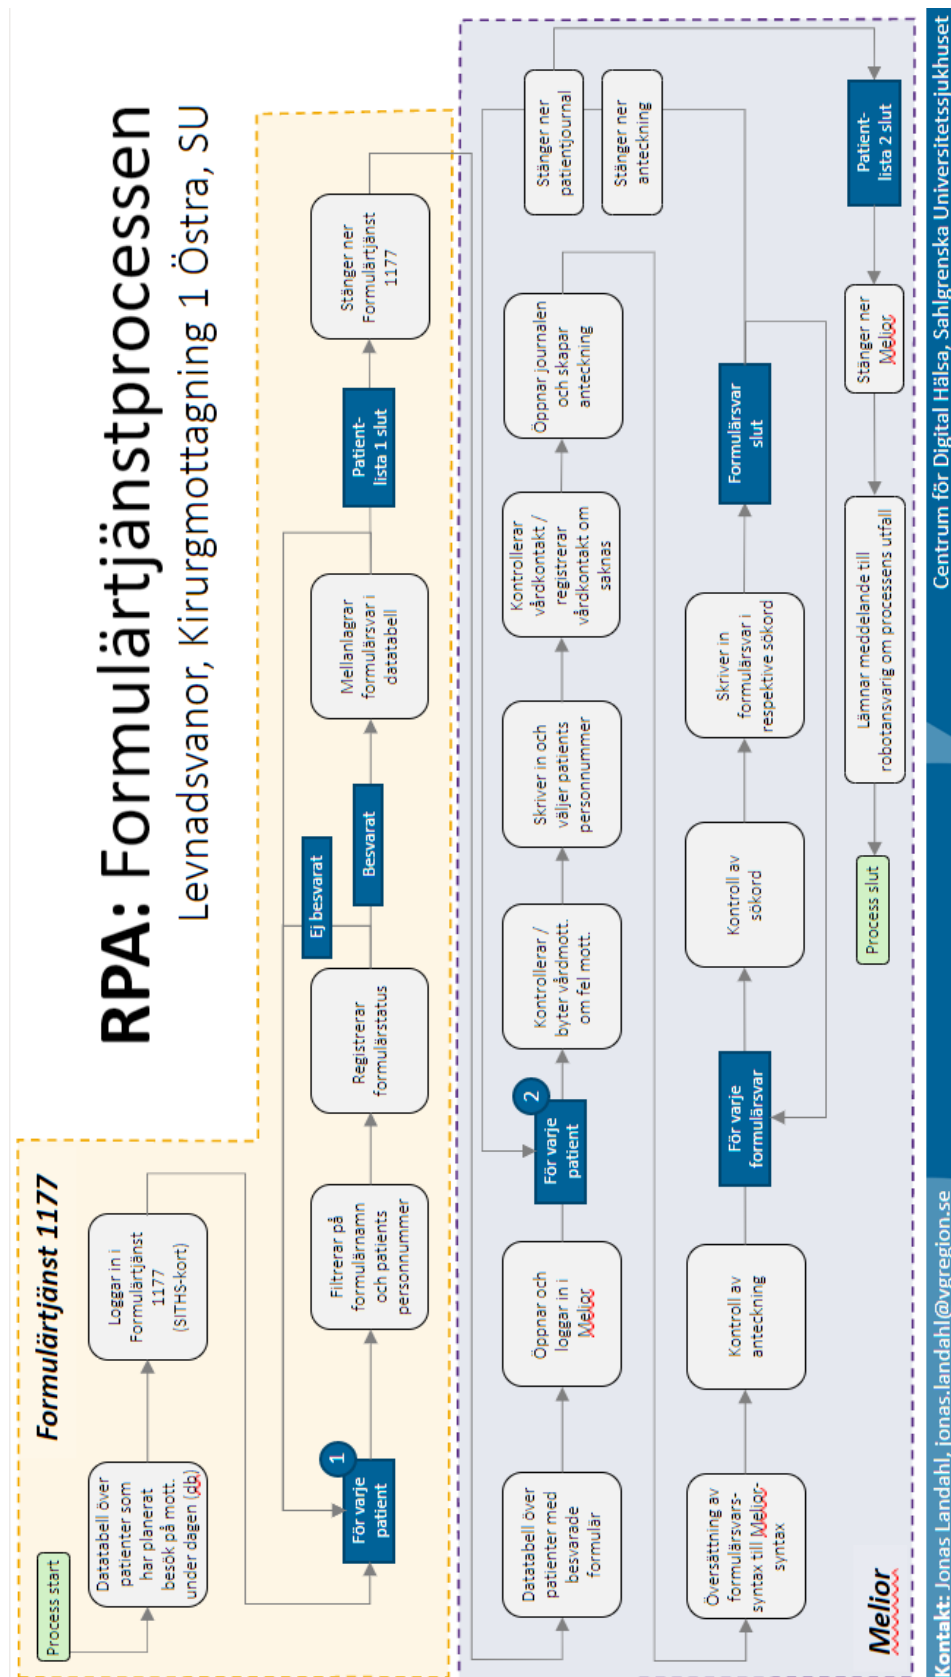 RPA: Formulärtjänstprocessen
Levnadsvanor, Kirurgmottagning 1 Östra, SU
Formulärtjänst 1177
Process start
Datatabell över
patienter som
har planerat
besök på mott.
under dagen (db)
Loggar in i
Formulärtjänst
1177
(SITHS-kort)
1
För varje
patient
Filtrerar på
formulärnamn
och patients
personnummer
Registrerar
formulärstatus
Ej besvarat
Besvarat
Mellanlagrar
formulärsvar i
datatabell
Patient-
lista 1 slut
Stänger ner
Formulärtjänst
1177
Datatabell över
patienter med
besvarade
formulär
Öppnar och
loggar in i
Melior
2
För varje
patient
Kontrollerar /
byter vårdmott.
om fel mott.
Skriver in och
väljer patients
personnummer
Kontrollerar
vårdkontakt /
registrerar
vårdkontakt om
saknas
Öppnar journalen
och skapar
anteckning
Stänger ner
patientjournal
Stänger ner
anteckning
Översättning av
formulärsvars-
syntax till Melior-
syntax
Kontroll av
anteckning
För varje
formulärsvar
Kontroll av
sökord
Skriver in
formulärsvar i
respektive sökord
Formulärsvar
slut
Patient-
lista 2 slut
Stänger ner
Melior
Lämnar meddelande till
robotansvarig om processens utfall
Process slut
Melior
Kontakt: Jonas Landahl, jonas.landahl@vgregion.se
Centrum för Digital Hälsa, Sahlgrenska Universitetssjukhuset